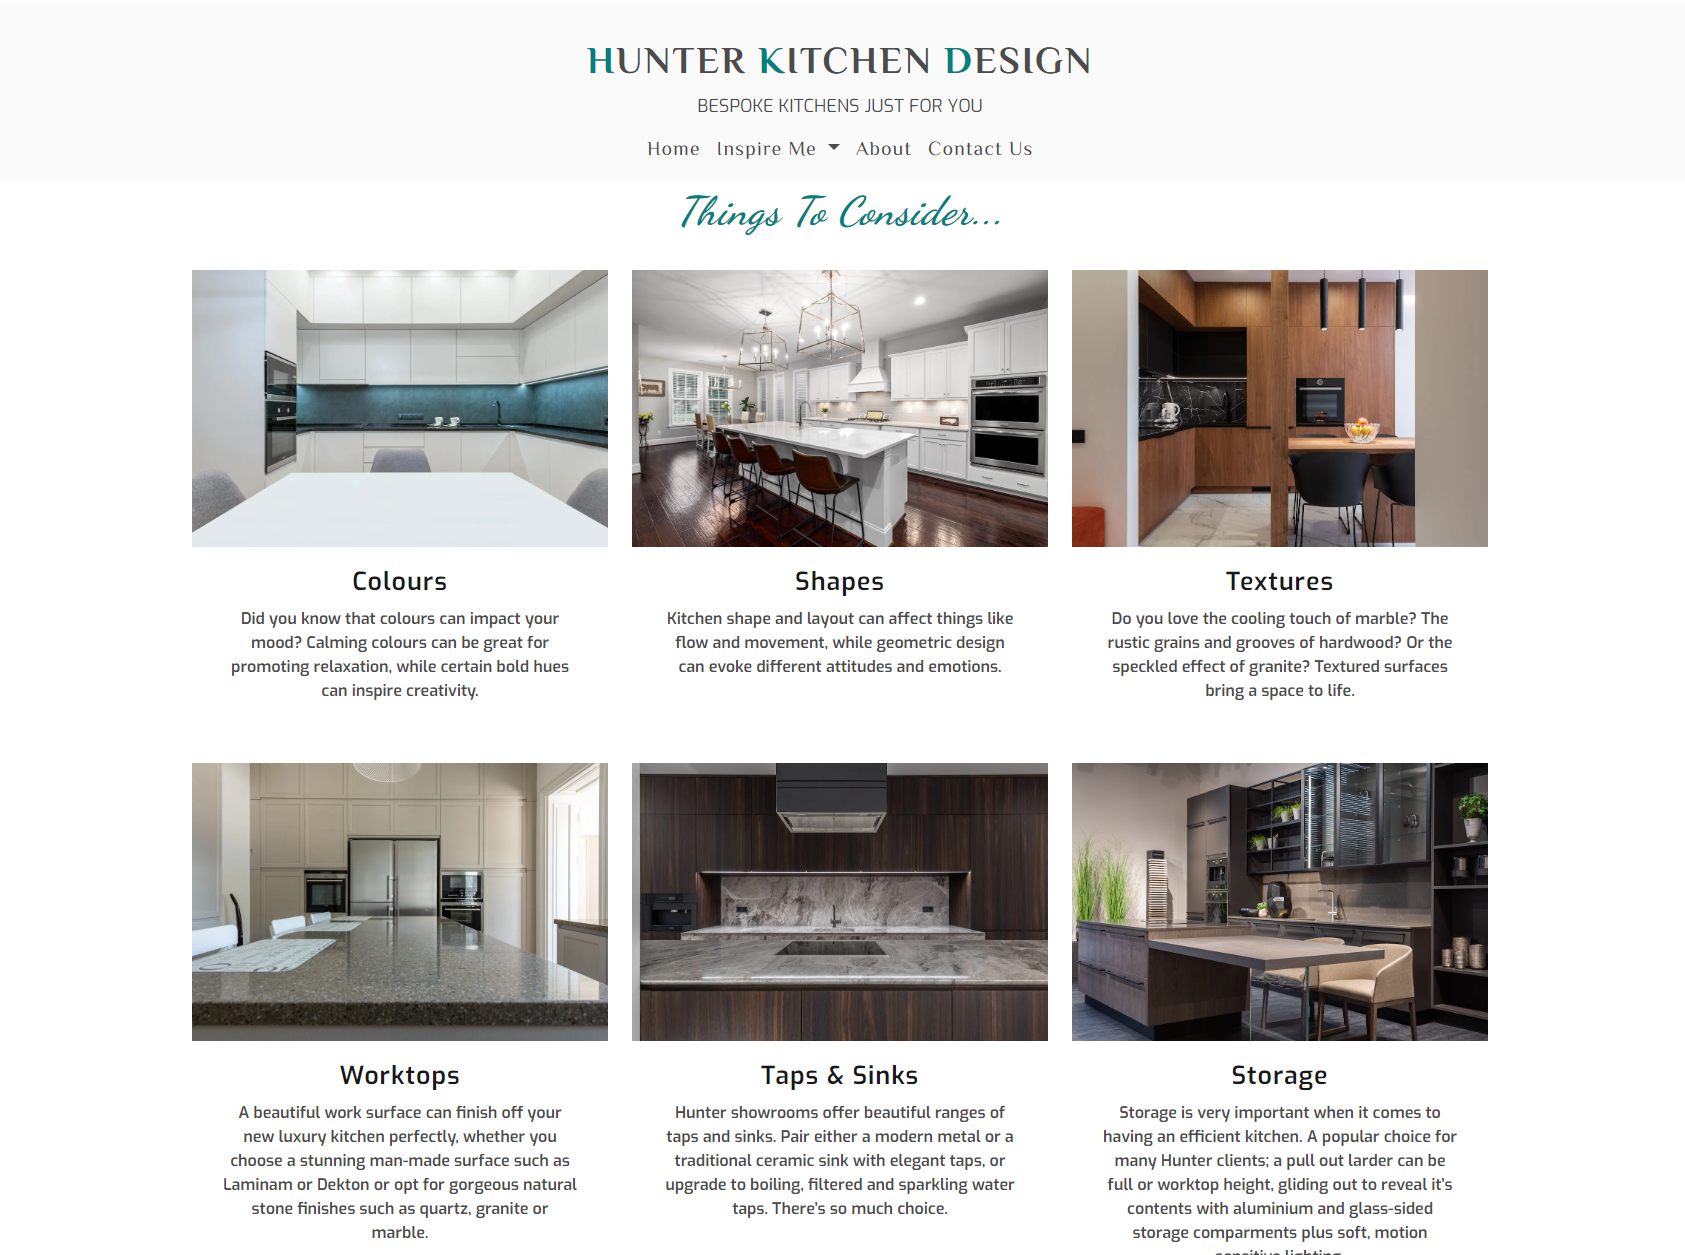 HUNTER KITCHEN DESIGN
BESPOKE KITCHENS JUST FOR YOU
Home Inspire Me About Contact Us
Things To Consider...
Colours
Did you know that colours can impact your
mood? Calming colours can be great for
promoting relaxation, while certain bold hues
can inspire creativity.
Shapes
Kitchen shape and layout can affect things like
flow and movement, while geometric design
can evoke different attitudes and emotions.
Textures
Do you love the cooling touch of marble? The
rustic grains and grooves of hardwood? Or the
speckled effect of granite? Textured surfaces
bring a space to life.
Worktops
A beautiful work surface can finish off your
new luxury kitchen perfectly, whether you
choose a stunning man-made surface such as
Laminam or Dekton or opt for gorgeous natural
stone finishes such as quartz, granite or
marble.
Taps & Sinks
Hunter showrooms offer beautiful ranges of
taps and sinks. Pair either a modern metal or a
traditional ceramic sink with elegant taps, or
upgrade to boiling, filtered and sparkling water
taps. There's so much choice.
Storage
Storage is very important when it comes to
having an efficient kitchen. A popular choice for
many Hunter clients; a pull out larder can be
full or worktop height, gliding out to reveal it's
contents with aluminium and glass-sided
storage comparments plus soft, motion
sensitive lighting.